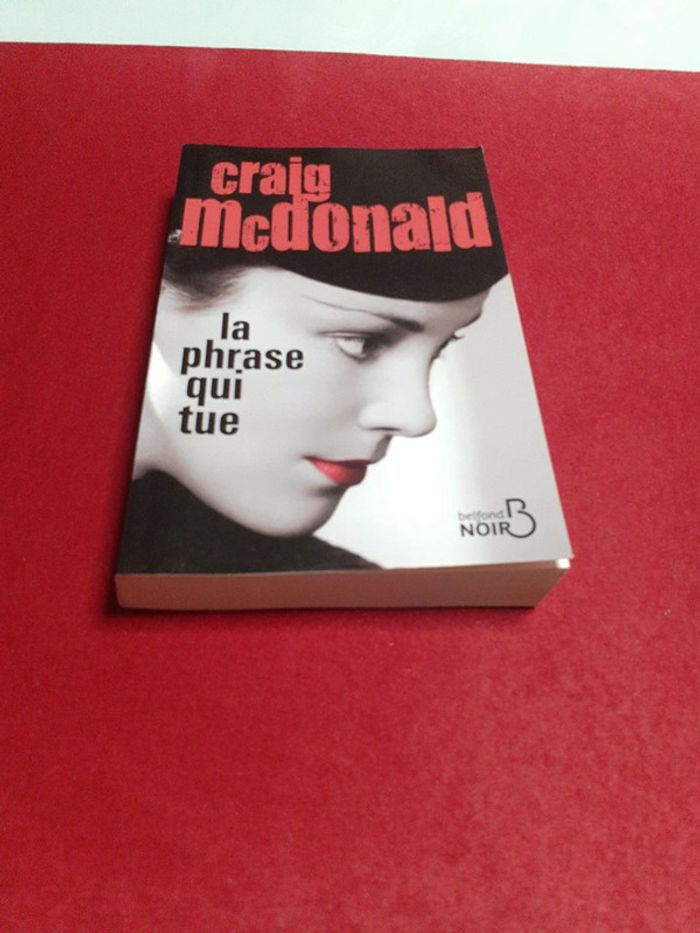 craig
mcdonald
la
phrase
qui
tue
belfond
NOIR
B